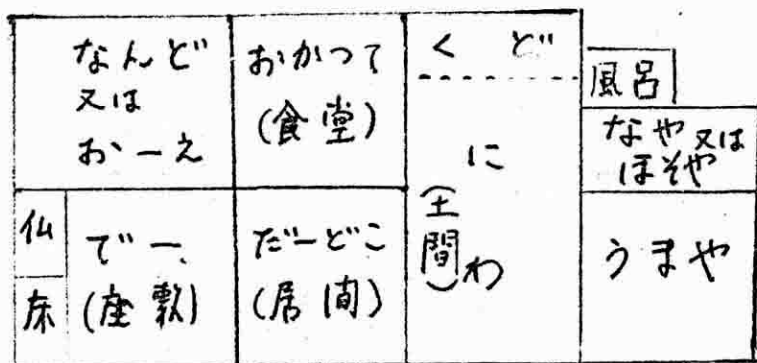 なんど
又は
おーえ
おかって
(食堂)
くど
風呂
なや又は
ほそや
にわ
(土間)
仏
床
でー
(座敷)
だーどこ
(居間)
うまや